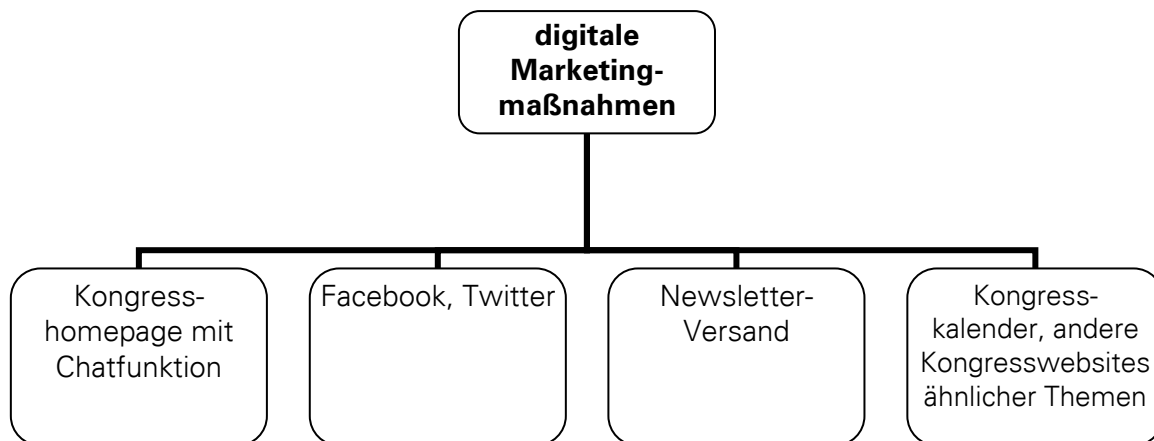 digitale
Marketing-
maßnahmen
Kongress-
homepage mit
Chatfunktion
Facebook, Twitter
Newsletter-
Versand
Kongress-
kalender, andere
Kongresswebsites
ähnlicher Themen